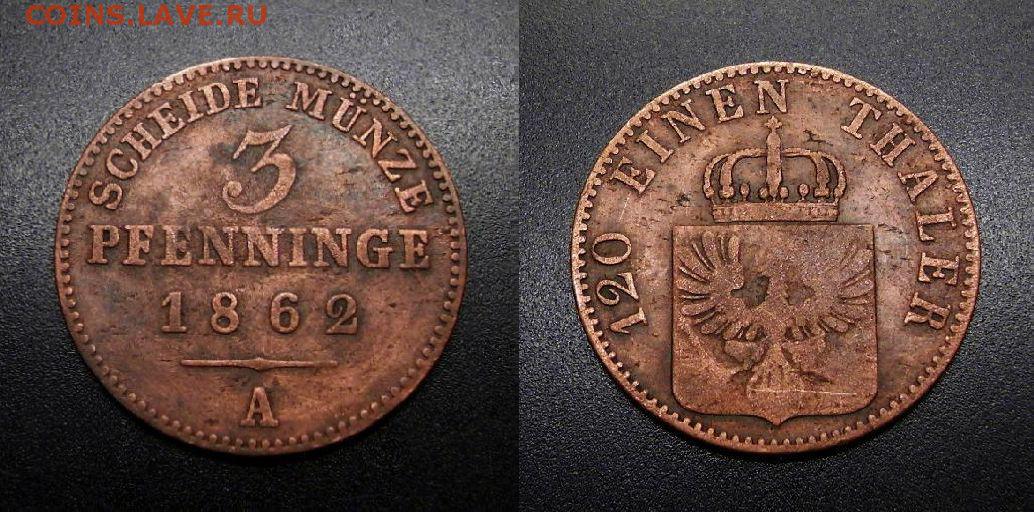 COINS.LAVE.RU
SCHEIDE MÜNZE
3
PFENNINGE
1862
A
120 EINEN THALER